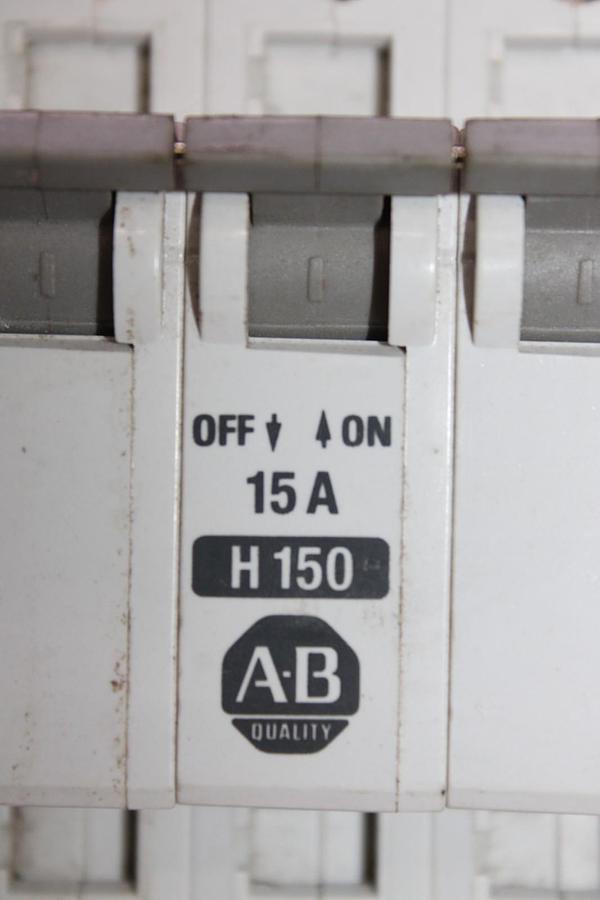 OFF ↓ ↑ ON
15 A
H 150
A·B
QUALITY